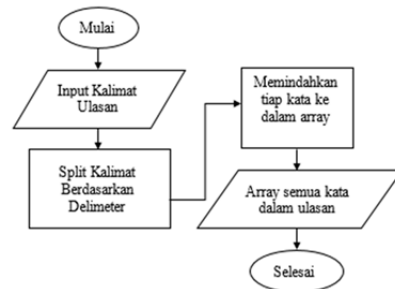 Mulai
Input Kalimat
Ulasan
Split Kalimat
Berdasarkan
Delimeter
Memindahkan
tiap kata ke
dalam array
Array semua kata
dalam ulasan
Selesai